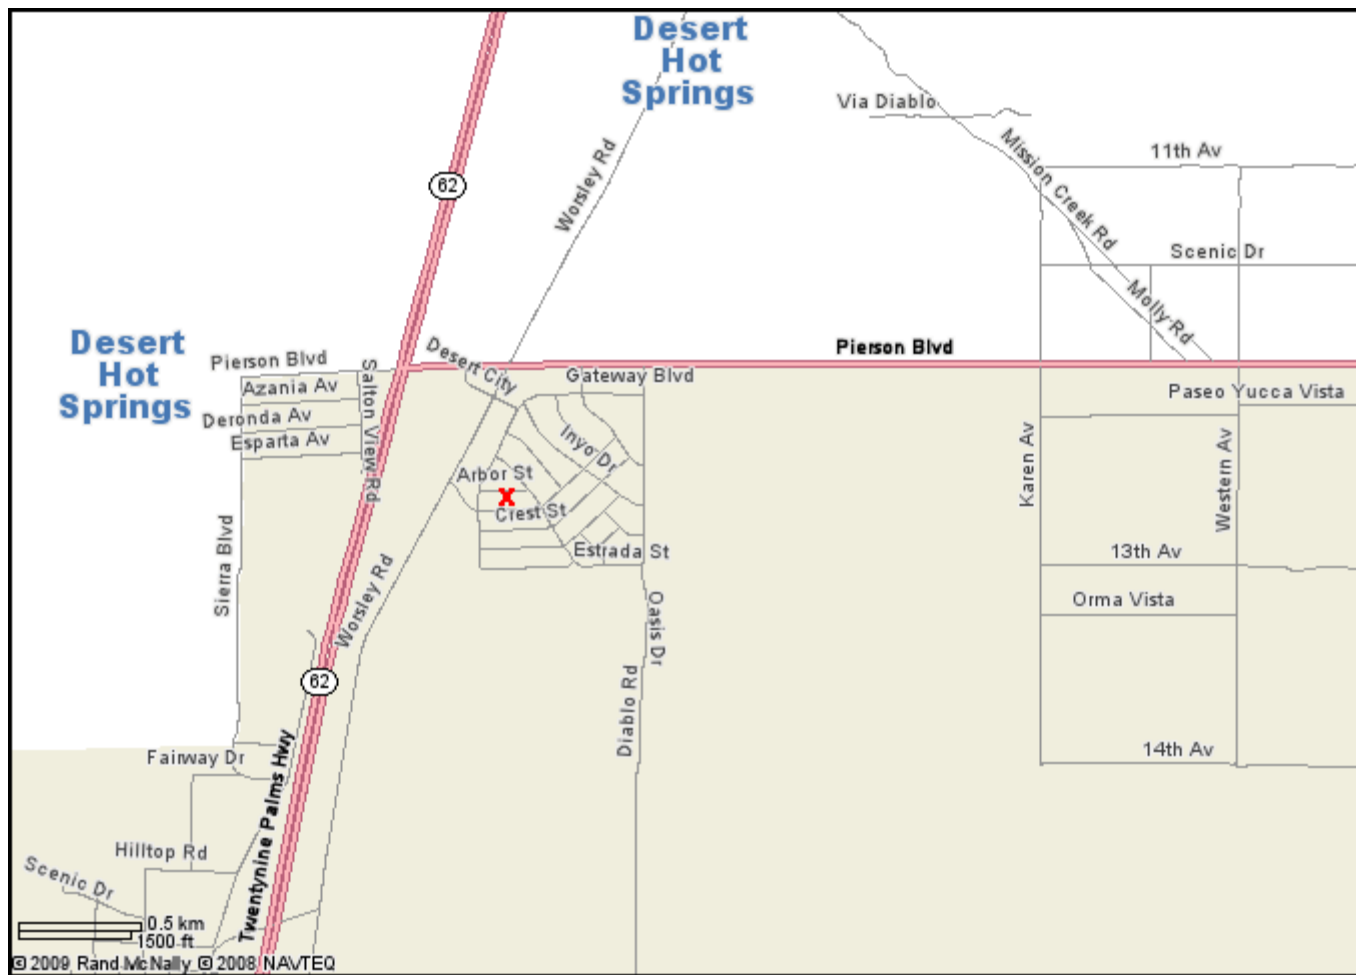 Desert
Hot
Springs
Via Diablo
11th Av
Mission Creek Rd
Worsley Rd
62
Scenic Dr
Molly Rd
Desert
Hot
Springs
Pierson Blvd
Desert City
Pierson Blvd
Gateway Blvd
Azania Av
Salton View Rd
Paseo Yucca Vista
Deronda Av
Esparta Av
Inyo Dr
Karen Av
Western Av
Arbor St
X
Crest St
Estrada St
13th Av
Sierra Blvd
Worsley Rd
Orma Vista
Oasis Dr
62
Diablo Rd
Fairway Dr
14th Av
Twentynine Palms Hwy
Hilltop Rd
Scenic Dr
0.5 km
1500 ft
© 2009 Rand McNally © 2008 NAVTEQ